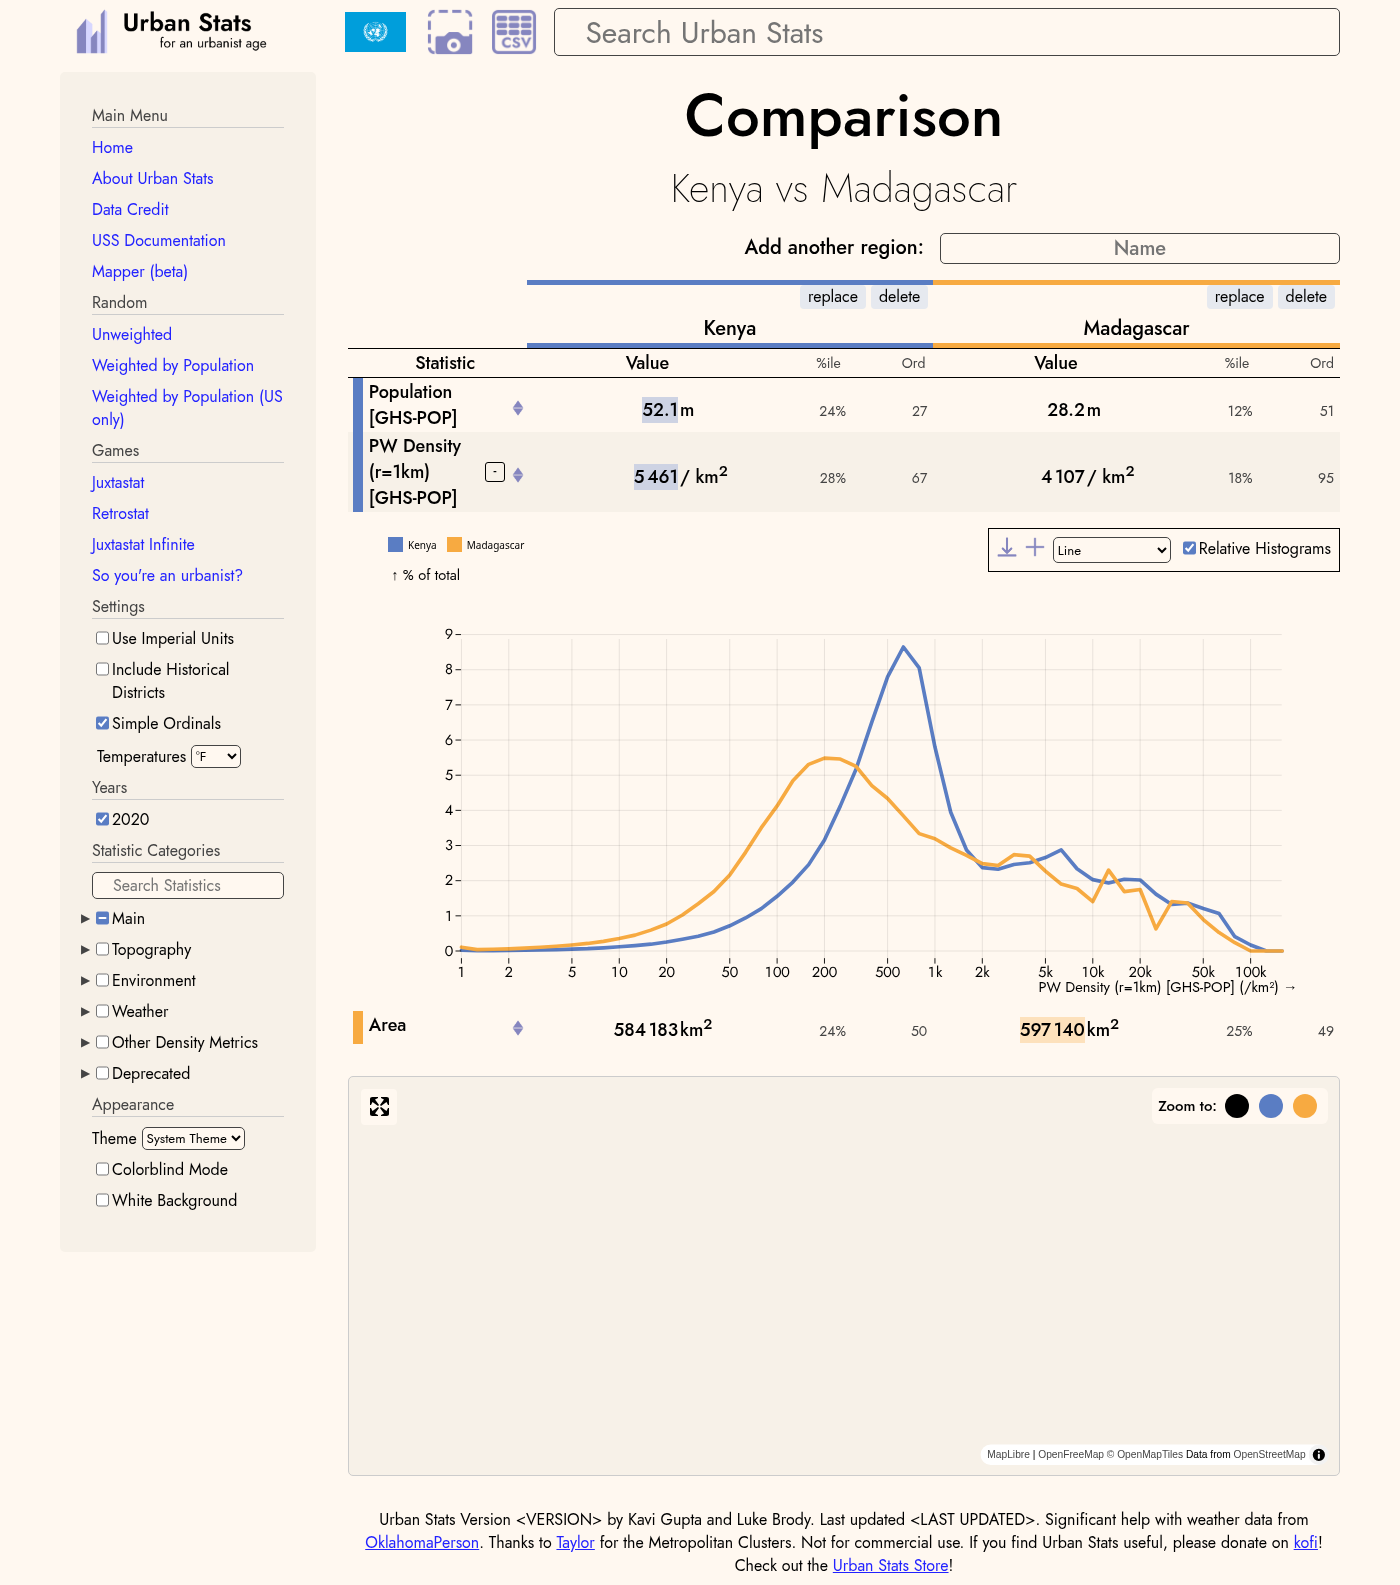 Urban Stats
for an urbanist age
CSV
Search Urban Stats
Main Menu
Home
About Urban Stats
Data Credit
USS Documentation
Mapper (beta)
Random
Unweighted
Weighted by Population
Weighted by Population (US
only)
Games
Juxtastat
Retrostat
Juxtastat Infinite
So you're an urbanist?
Settings
Use Imperial Units
Include Historical
Districts
Simple Ordinals
Temperatures °F
Years
2020
Statistic Categories
Search Statistics
Main
Topography
Environment
Weather
Other Density Metrics
Deprecated
Appearance
Theme System Theme
Colorblind Mode
White Background
Comparison
Kenya vs Madagascar
Add another region: Name
replace delete replace delete
Kenya Madagascar
Statistic Value %ile Ord Value %ile Ord
Population
[GHS-POP] 52.1 m 24% 27 28.2 m 12% 51
PW Density
(r=1km)
[GHS-POP] - 5 461 / km² 28% 67 4 107 / km² 18% 95
Kenya Madagascar
Line Relative Histograms
↑ % of total
9
8
7
6
5
4
3
2
1
0
1 2 5 10 20 50 100 200 500 1k 2k 5k 10k 20k 50k 100k
PW Density (r=1km) [GHS-POP] (/km²) →
Area 584 183 km² 24% 50 597 140 km² 25% 49
Zoom to:
MapLibre | OpenFreeMap © OpenMapTiles Data from OpenStreetMap
Urban Stats Version <VERSION> by Kavi Gupta and Luke Brody. Last updated <LAST UPDATED>. Significant help with weather data from
OklahomaPerson. Thanks to Taylor for the Metropolitan Clusters. Not for commercial use. If you find Urban Stats useful, please donate on kofi!
Check out the Urban Stats Store!